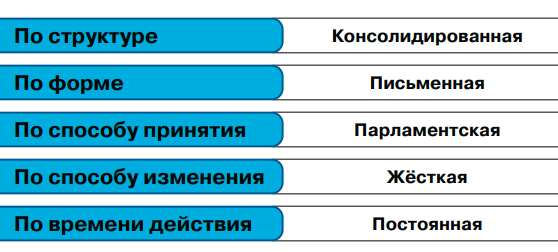 По структуре Консолидированная
По форме Письменная
По способу принятия Парламентская
По способу изменения Жёсткая
По времени действия Постоянная